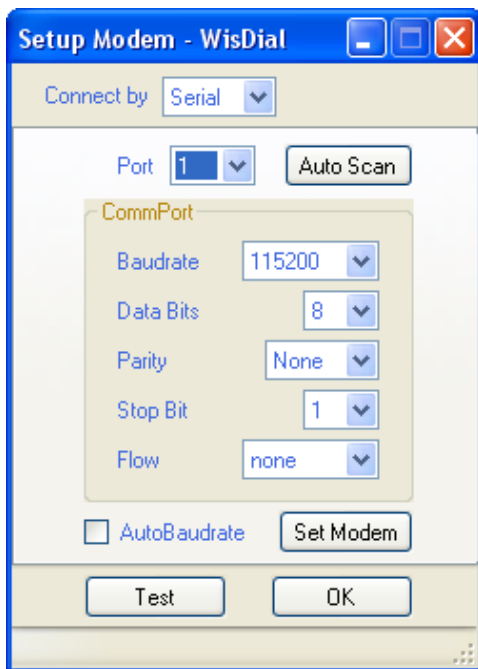 Setup Modem - WisDial
Connect by Serial
Port 1 Auto Scan
CommPort
Baudrate 115200
Data Bits 8
Parity None
Stop Bit 1
Flow none
AutoBaudrate Set Modem
Test OK